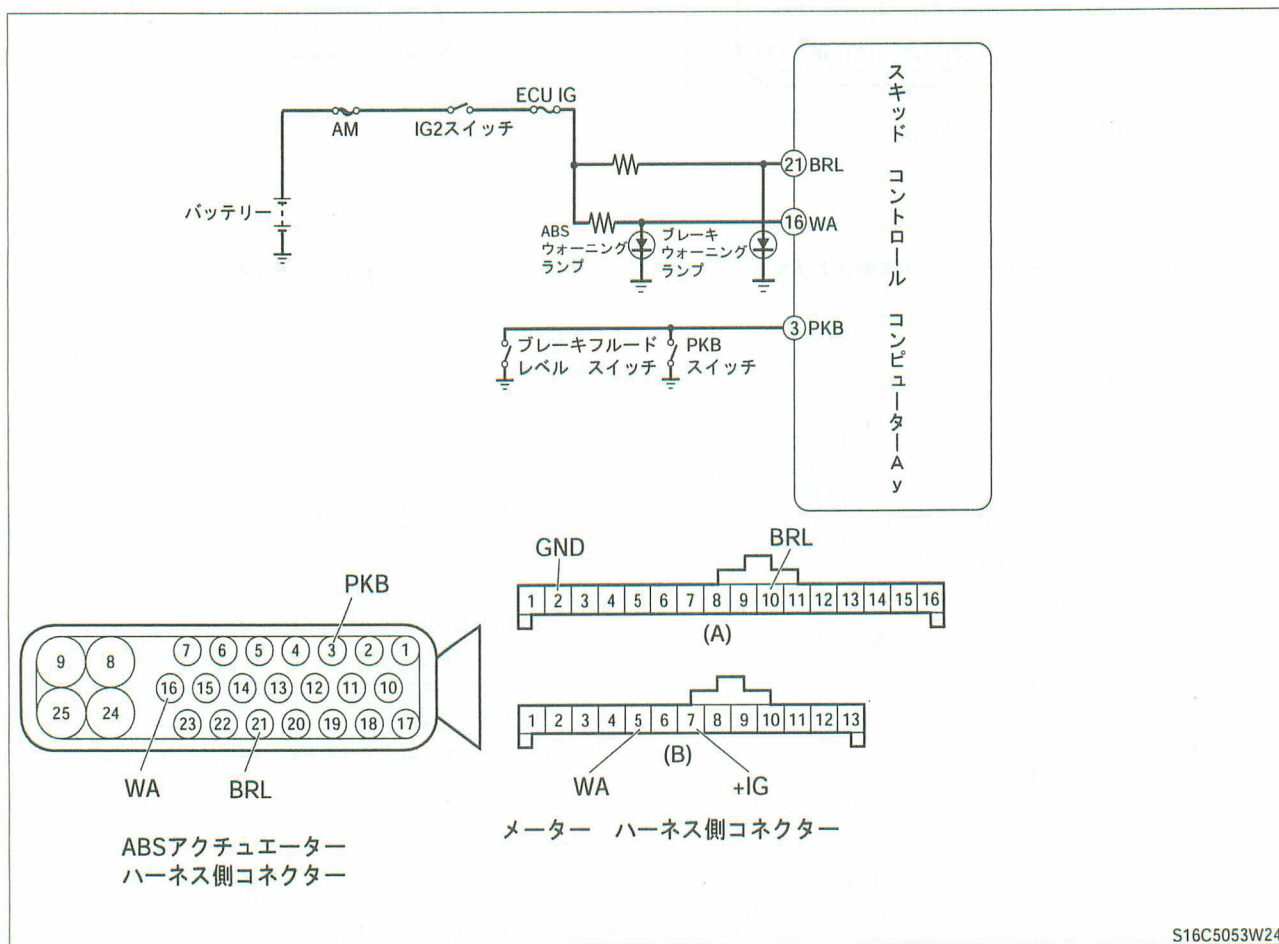 ECU IG
AM
IG2スイッチ
バッテリー
スキッド コントロール コンピューターAy
21 BRL
16 WA
ABS
ウォーニング
ランプ
ブレーキ
ウォーニング
ランプ
3 PKB
ブレーキフルード
レベル スイッチ
PKB
スイッチ
PKB
9 8 7 6 5 4 3 2 1
16 15 14 13 12 11 10
25 24 23 22 21 20 19 18 17
WA BRL
ABSアクチュエーター
ハーネス側コネクター
GND BRL
1 2 3 4 5 6 7 8 9 10 11 12 13 14 15 16
(A)
1 2 3 4 5 6 7 8 9 10 11 12 13
(B)
WA +IG
メーター ハーネス側コネクター
S16C5053W24